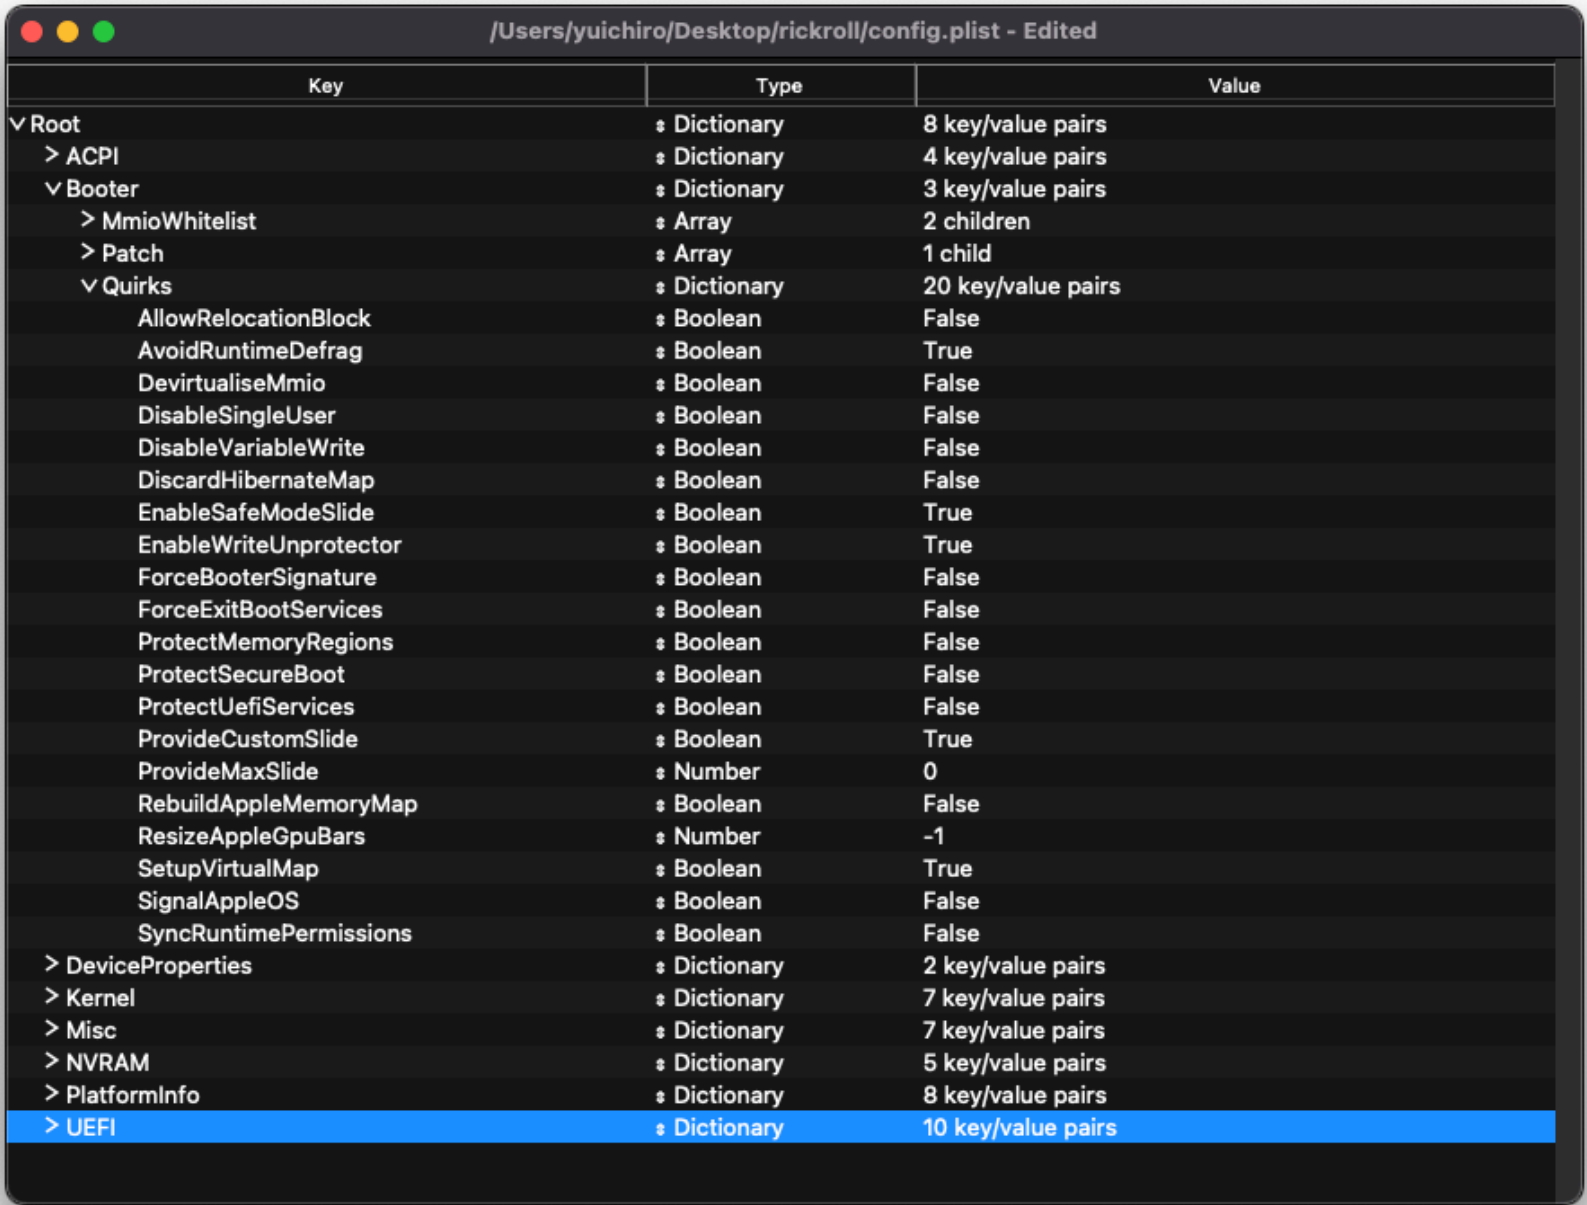 /Users/yuichiro/Desktop/rickroll/config.plist - Edited
Key Type Value
Root Dictionary 8 key/value pairs
ACPI Dictionary 4 key/value pairs
Booter Dictionary 3 key/value pairs
MmioWhitelist Array 2 children
Patch Array 1 child
Quirks Dictionary 20 key/value pairs
AllowRelocationBlock Boolean False
AvoidRuntimeDefrag Boolean True
DevirtualiseMmio Boolean False
DisableSingleUser Boolean False
DisableVariableWrite Boolean False
DiscardHibernateMap Boolean False
EnableSafeModeSlide Boolean True
EnableWriteUnprotector Boolean True
ForceBooterSignature Boolean False
ForceExitBootServices Boolean False
ProtectMemoryRegions Boolean False
ProtectSecureBoot Boolean False
ProtectUefiServices Boolean False
ProvideCustomSlide Boolean True
ProvideMaxSlide Number 0
RebuildAppleMemoryMap Boolean False
ResizeAppleGpuBars Number -1
SetupVirtualMap Boolean True
SignalAppleOS Boolean False
SyncRuntimePermissions Boolean False
DeviceProperties Dictionary 2 key/value pairs
Kernel Dictionary 7 key/value pairs
Misc Dictionary 7 key/value pairs
NVRAM Dictionary 5 key/value pairs
PlatformInfo Dictionary 8 key/value pairs
UEFI Dictionary 10 key/value pairs